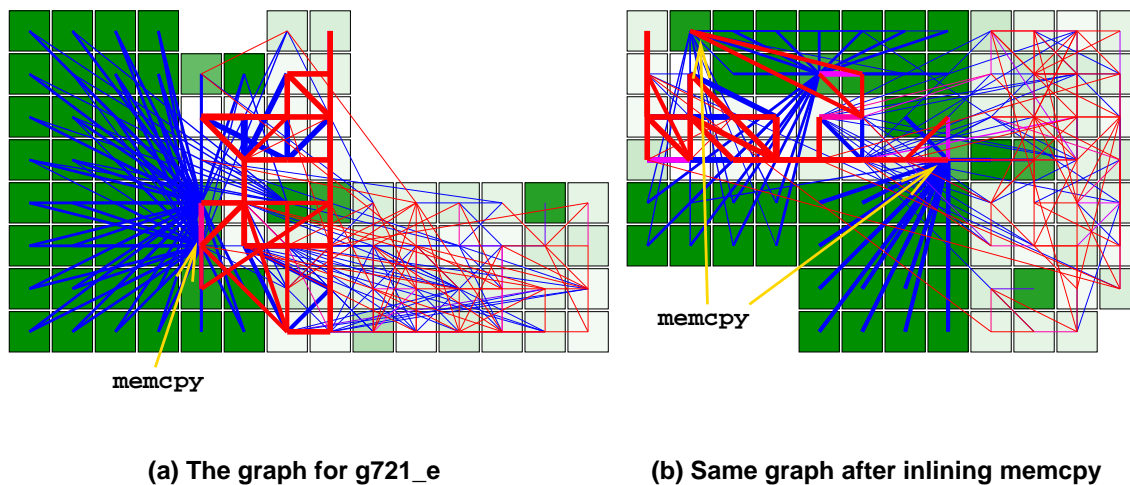 memcpy
memcpy
(a) The graph for g721_e
(b) Same graph after inlining memcpy